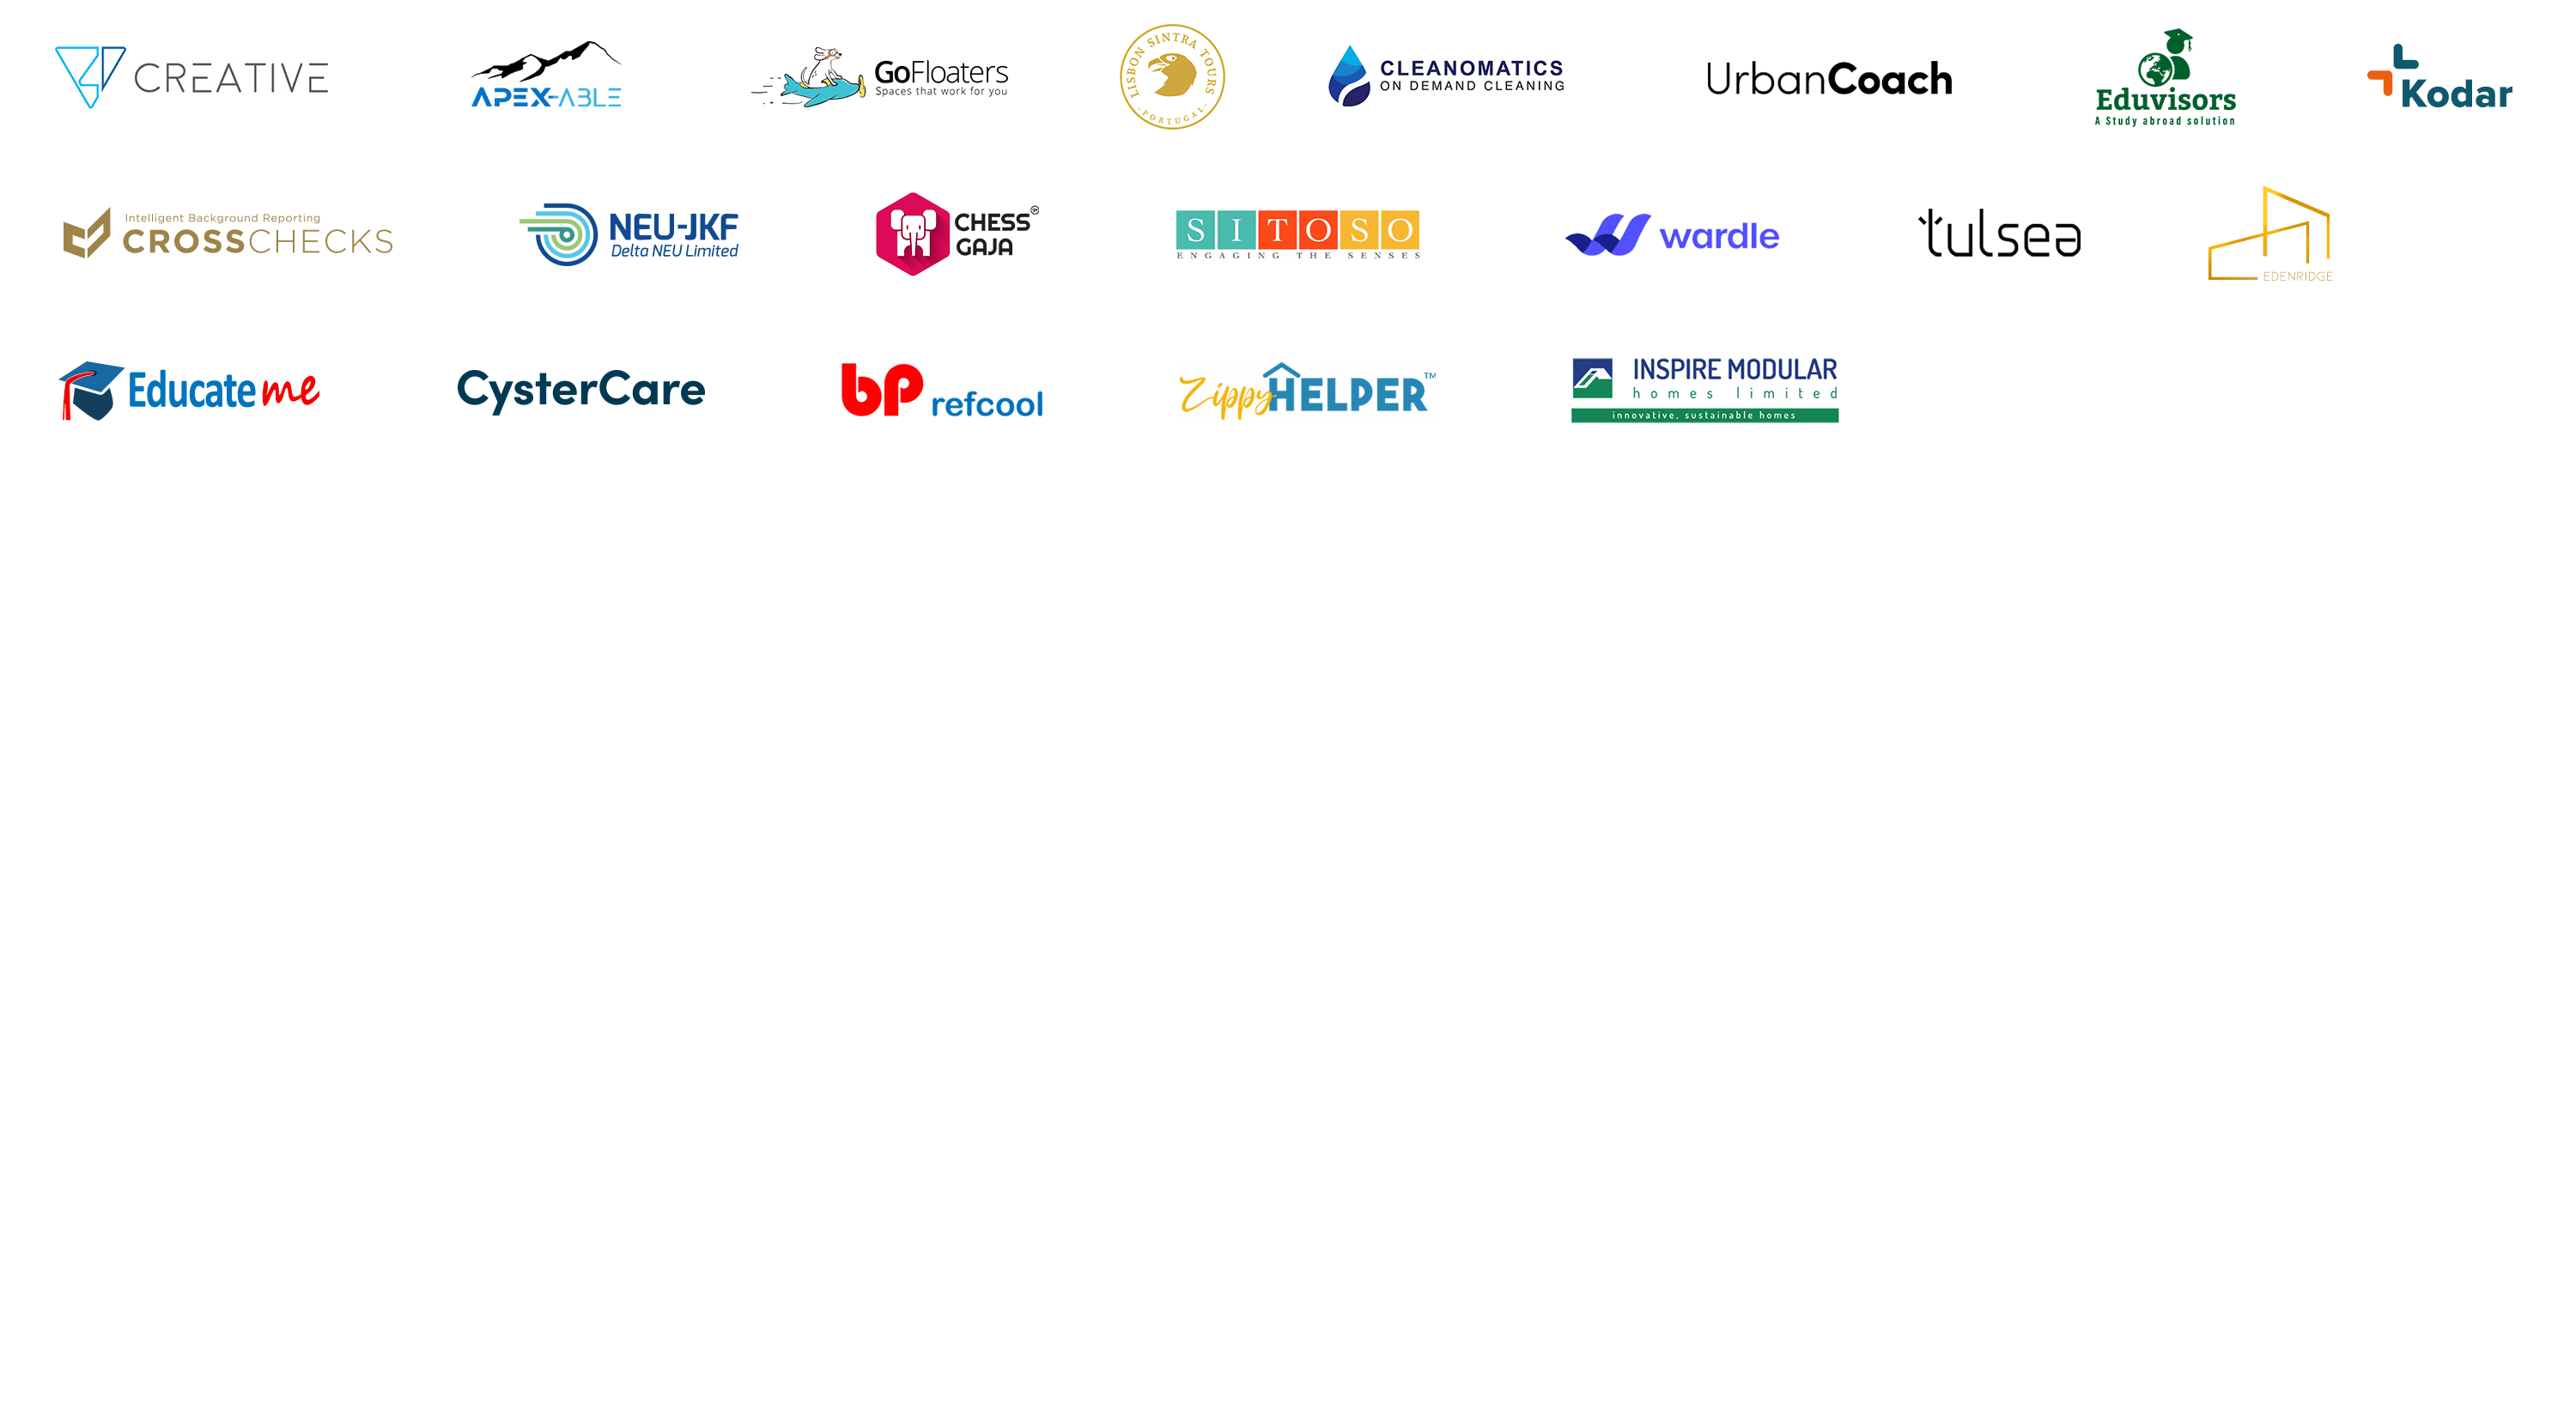 CREATIVE
APEX-ABLE
GoFloaters
Spaces that work for you
LISBON SINTRA TOURS
- PORTUGAL -
CLEANOMATICS
ON DEMAND CLEANING
UrbanCoach
Eduvisors
A Study abroad solution
Kodar
Intelligent Background Reporting
CROSSCHECKS
NEU-JKF
Delta NEU Limited
CHESS
GAJA
SITOSO
ENGAGING THE SENSES
wardle
tulsea
EDENRIDGE
Educate me
CysterCare
bp refcool
Zippy HELPER™
INSPIRE MODULAR
homes limited
innovative, sustainable homes